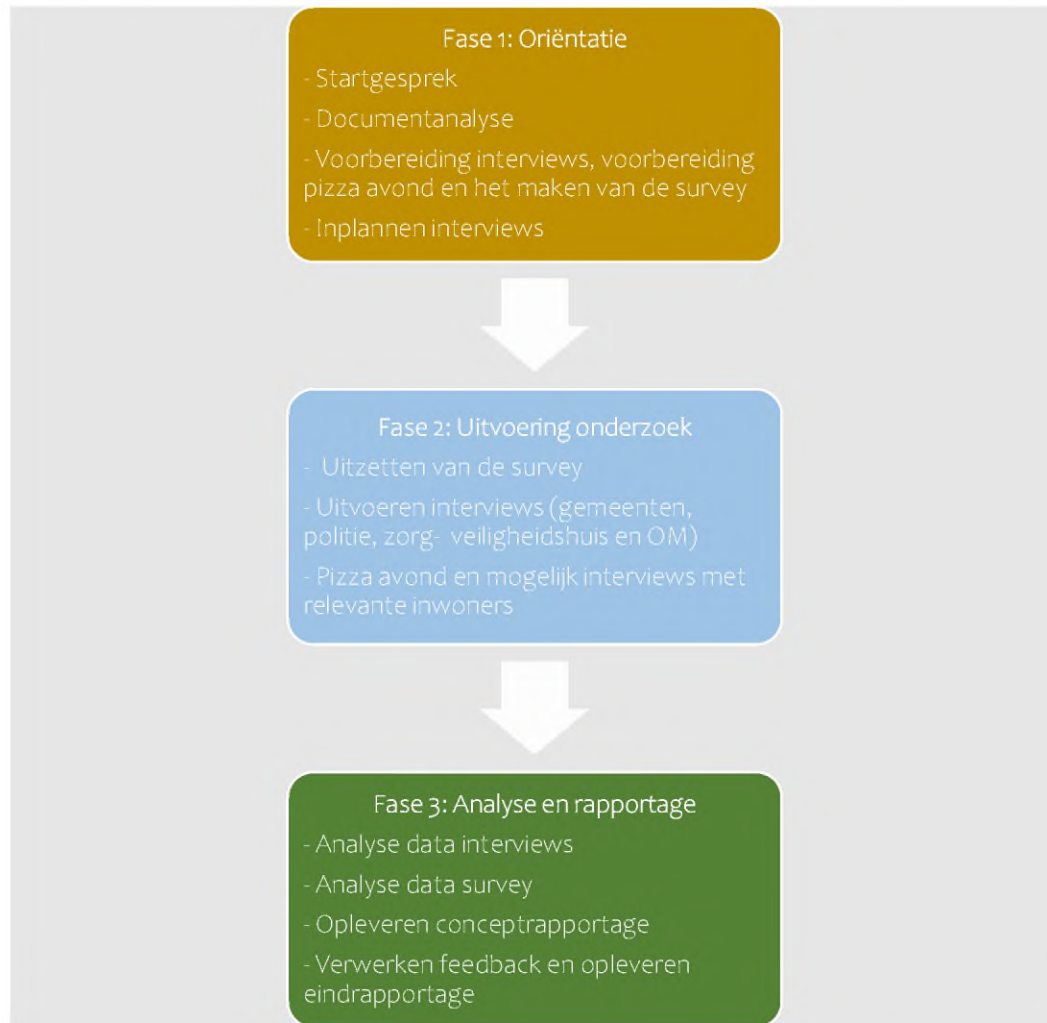 Fase 1: Oriëntatie
- Startgesprek
- Documentanalyse
- Voorbereiding interviews, voorbereiding
pizza avond en het maken van de survey
- Inplannen interviews
Fase 2: Uitvoering onderzoek
- Uitzetten van de survey
- Uitvoeren interviews (gemeenten,
politie, zorg- veiligheidshuis en OM)
- Pizza avond en mogelijk interviews met
relevante inwoners
Fase 3: Analyse en rapportage
- Analyse data interviews
- Analyse data survey
- Opleveren conceptrapportage
- Verwerken feedback en opleveren
eindrapportage